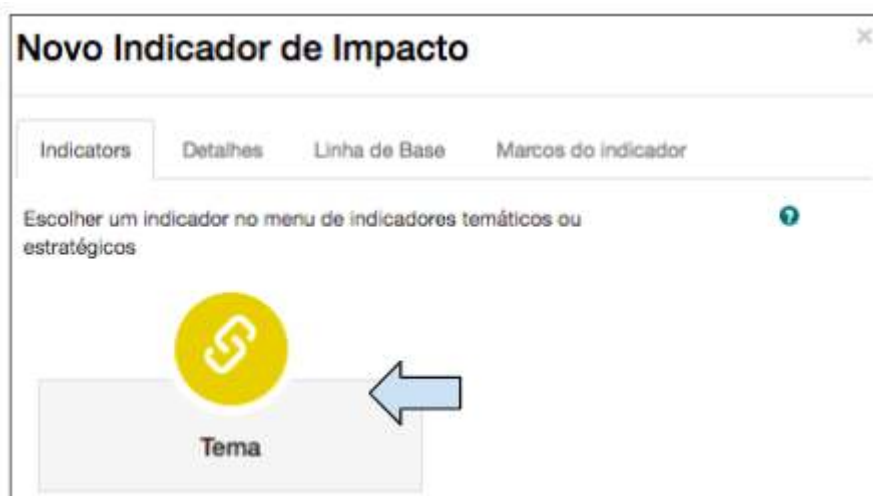 Novo Indicador de Impacto
Indicators Detalhes Linha de Base Marcos do indicador
Escolher um indicador no menu de indicadores temáticos ou
estratégicos
Tema